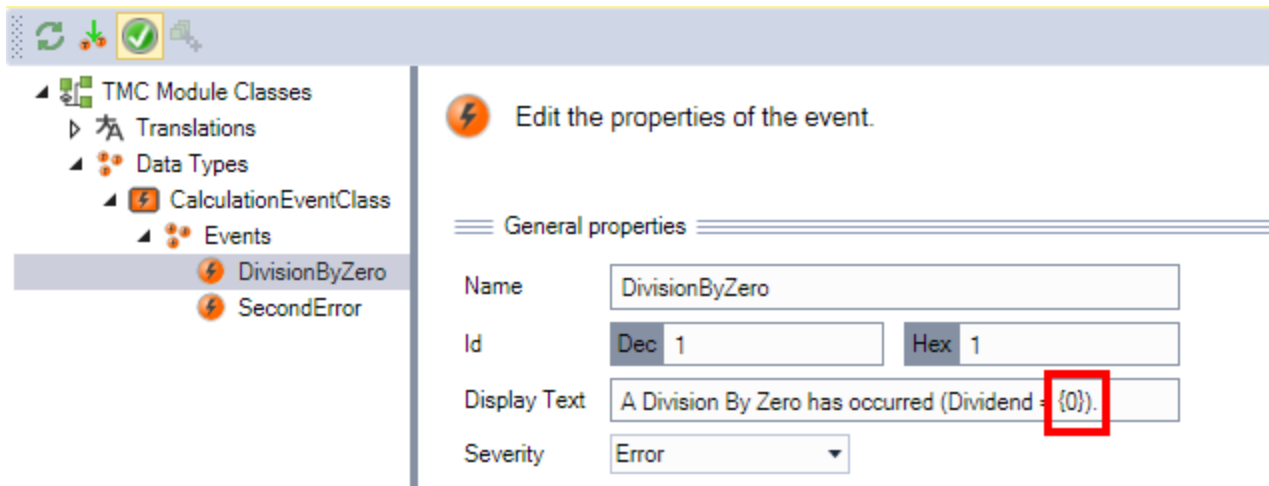 TMC Module Classes
Translations
Data Types
CalculationEventClass
Events
DivisionByZero
SecondError
Edit the properties of the event.
General properties
Name DivisionByZero
Id Dec 1 Hex 1
Display Text A Division By Zero has occurred (Dividend = {0}).
Severity Error